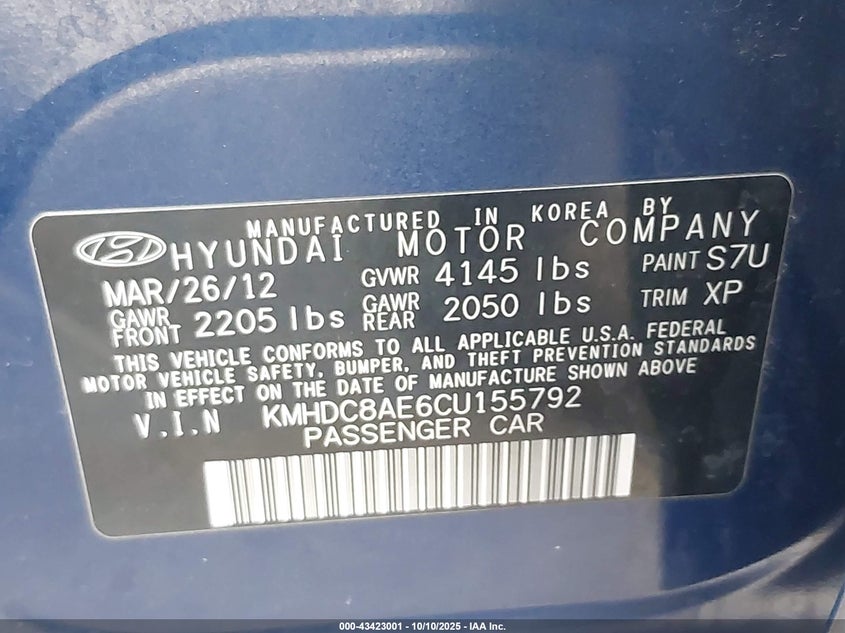 MANUFACTURED IN KOREA BY
HYUNDAI MOTOR COMPANY
MAR/26/12 GVWR 4145 lbs PAINT S7U
GAWR FRONT 2205 lbs GAWR REAR 2050 lbs TRIM XP
THIS VEHICLE CONFORMS TO ALL APPLICABLE U.S.A. FEDERAL
MOTOR VEHICLE SAFETY, BUMPER, AND THEFT PREVENTION STANDARDS
IN EFFECT ON THE DATE OF MANUFACTURE SHOWN ABOVE
V.I.N KMHDC8AE6CU155792
PASSENGER CAR
000-43423001 - 10/10/2025 - IAA Inc.